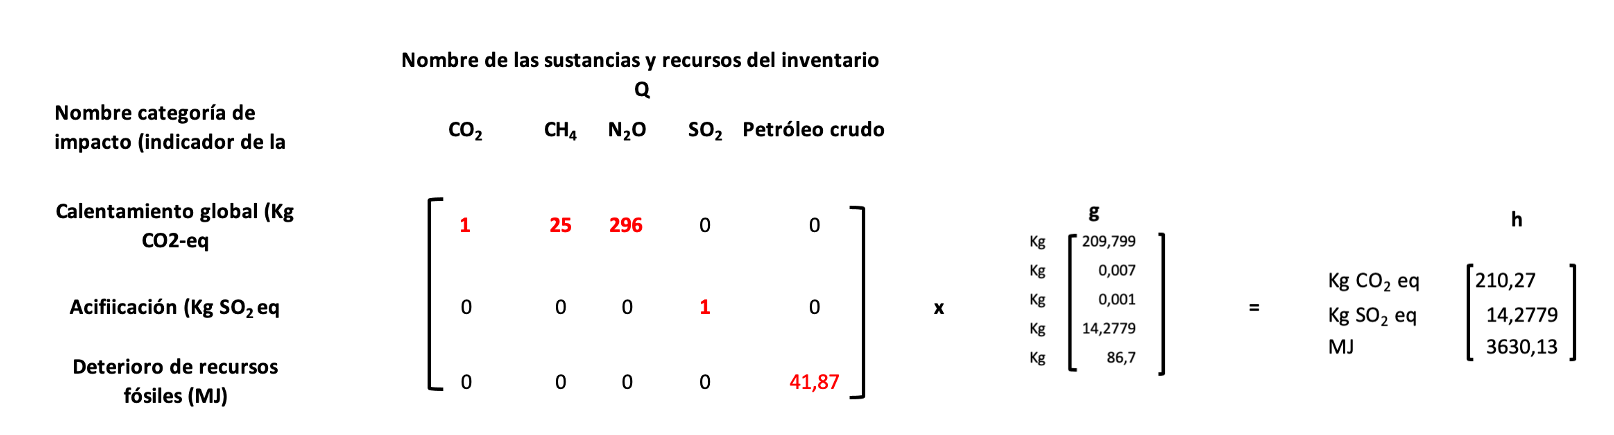 Nombre de las sustancias y recursos del inventario
Q
Nombre categoría de
impacto (indicador de la
CO₂ CH₄ N₂O SO₂ Petróleo crudo
Calentamiento global (Kg
CO2-eq
1 25 296 0 0
Acifiicación (Kg SO₂ eq
0 0 0 1 0
Deterioro de recursos
fósiles (MJ)
0 0 0 0 41,87
x
g
Kg 209,799
Kg 0,007
Kg 0,001
Kg 14,2779
Kg 86,7
=
h
Kg CO₂ eq 210,27
Kg SO₂ eq 14,2779
MJ 3630,13